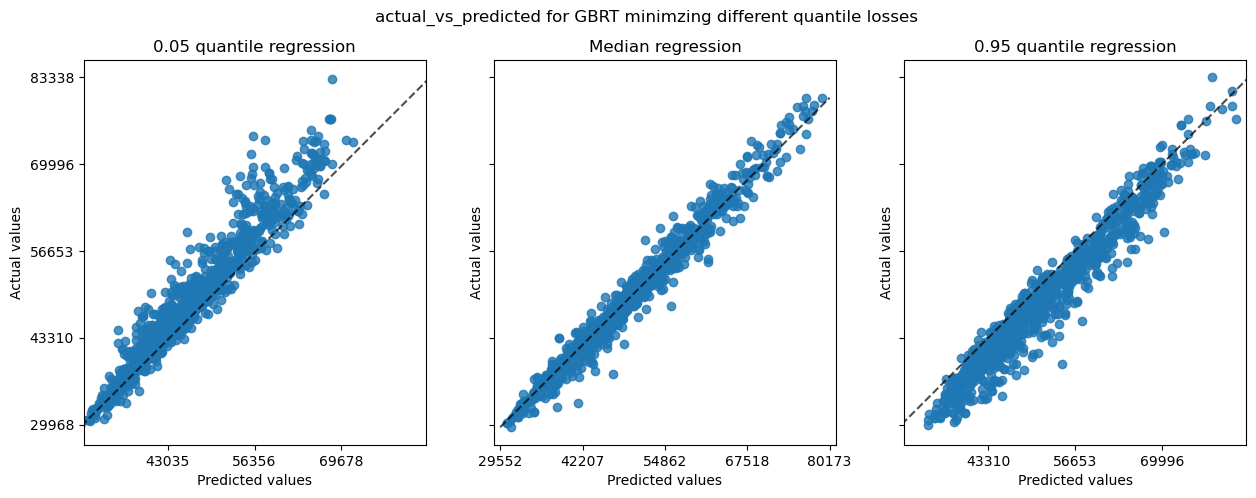 actual_vs_predicted for GBRT minimzing different quantile losses
0.05 quantile regression
Median regression
0.95 quantile regression
Actual values
83338
69996
56653
43310
29968
43035
56356
69678
Predicted values
Actual values
29552
42207
54862
67518
80173
Predicted values
Actual values
43310
56653
69996
Predicted values